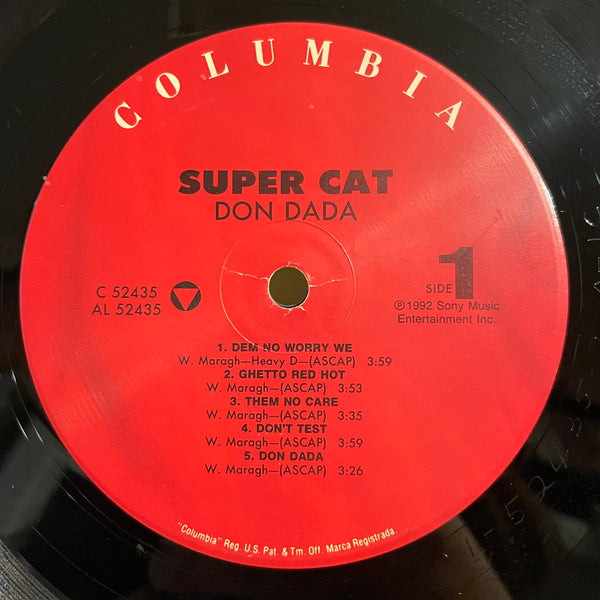 COLUMBIA
SUPER CAT
DON DADA
C 52435
AL 52435
SIDE 1
℗1992 Sony Music
Entertainment Inc.
1. DEM NO WORRY WE
W. Maragh—Heavy D—(ASCAP) 3:59
2. GHETTO RED HOT
W. Maragh—(ASCAP) 3:53
3. THEM NO CARE
W. Maragh—(ASCAP) 3:35
4. DON'T TEST
W. Maragh—(ASCAP) 3:59
5. DON DADA
W. Maragh—(ASCAP) 3:26
"Columbia" Reg. U.S. Pat. & Tm. Off. Marca Registrada.